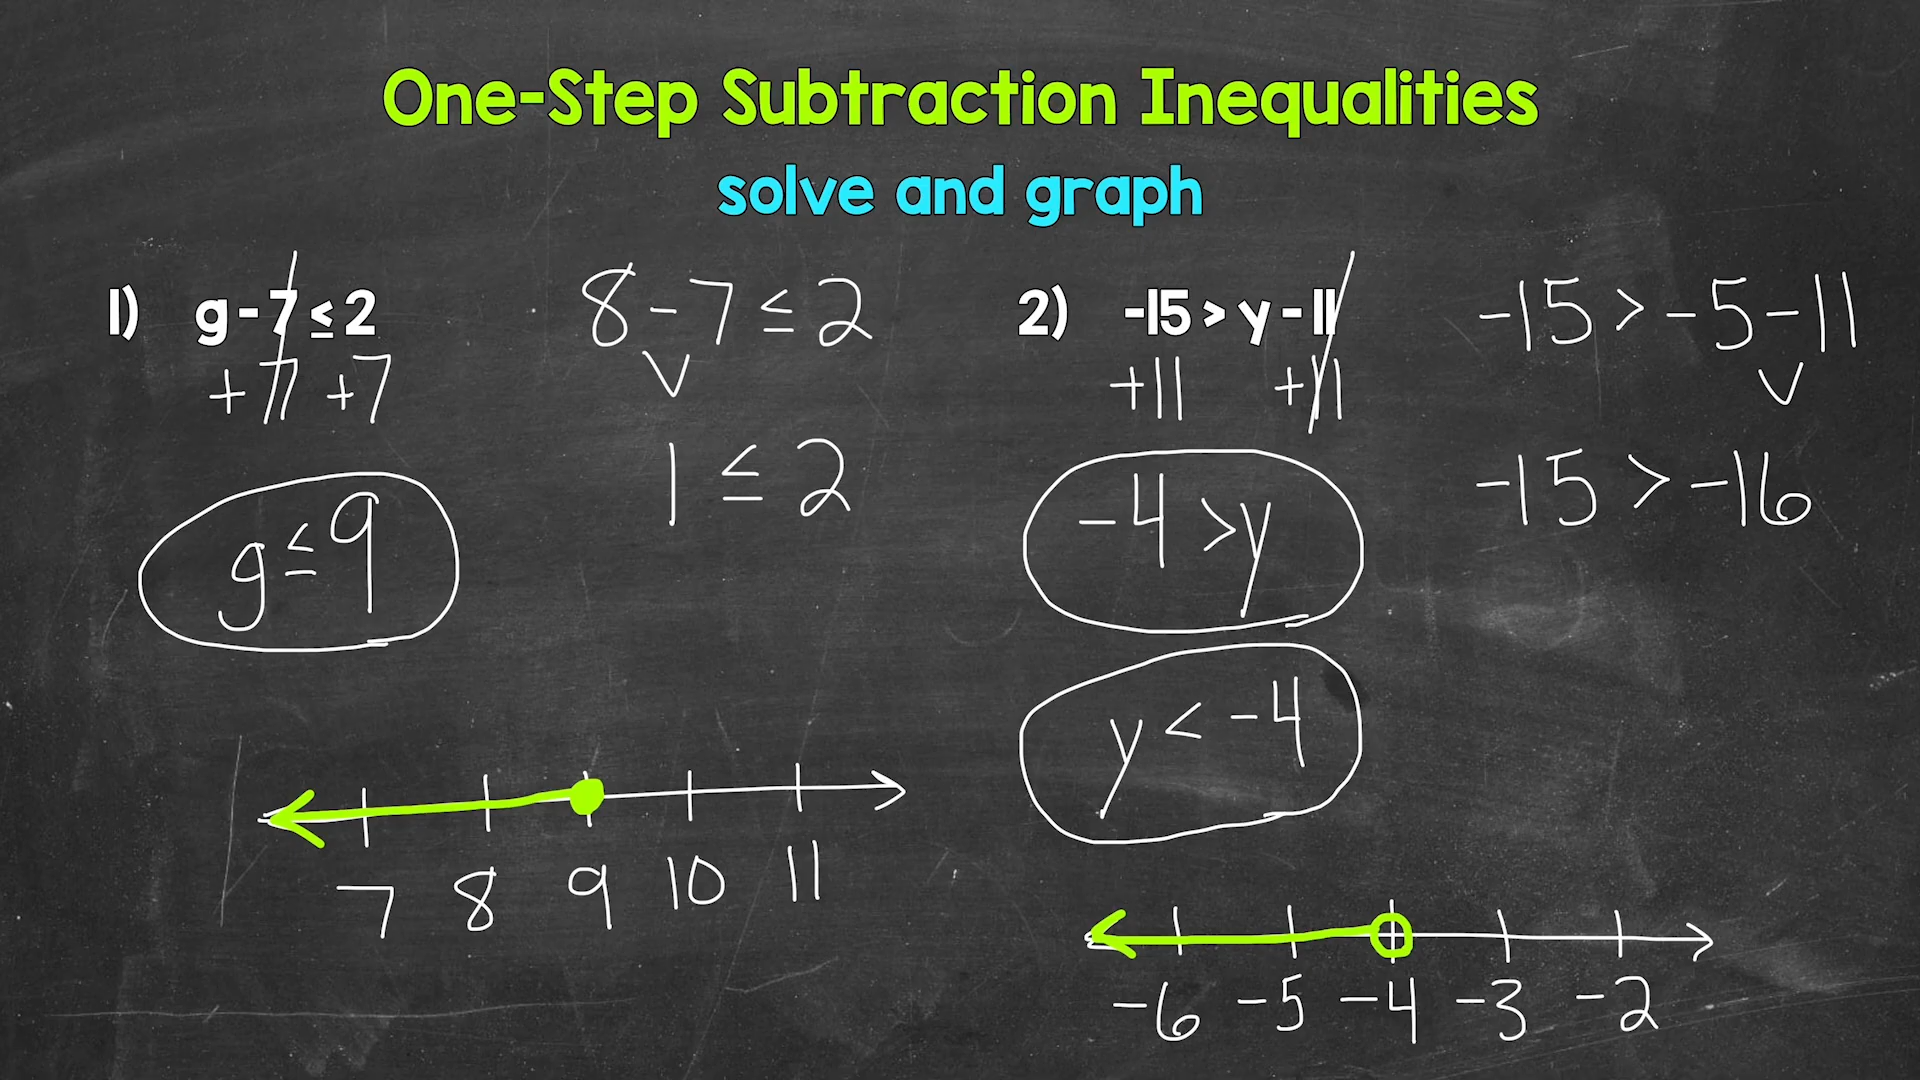 One-Step Subtraction Inequalities
solve and graph
1) g - 7 ≤ 2
+7 +7
g ≤ 9
8 - 7 ≤ 2
1 ≤ 2
7 8 9 10 11
2) -15 > y - 11
+11 +11
-4 > y
y < -4
-15 > -5 - 11
-15 > -16
-6 -5 -4 -3 -2